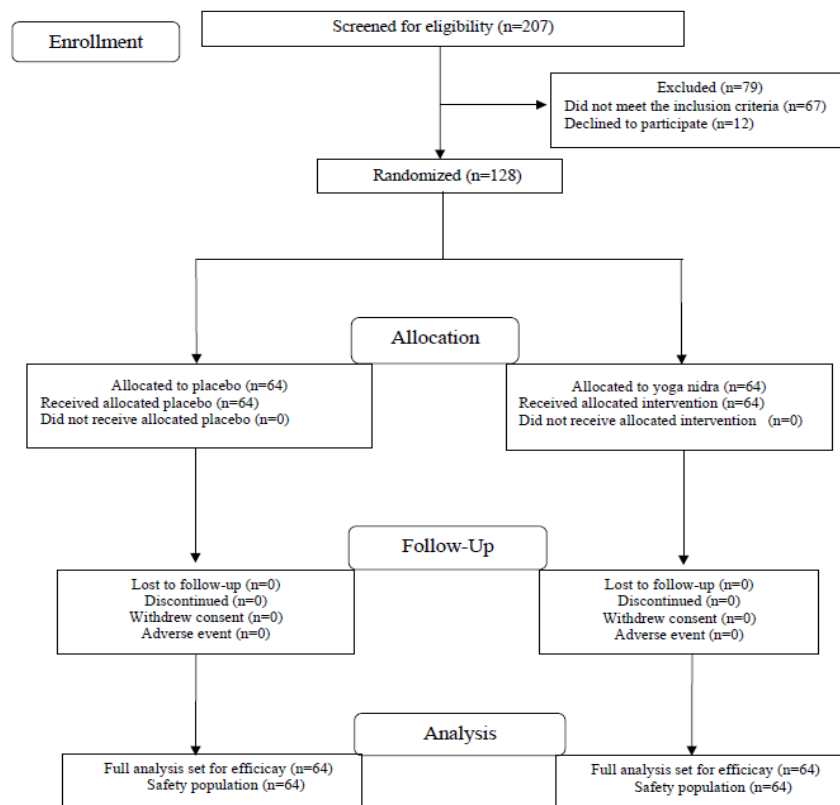 Enrollment
Screened for eligibility (n=207)
Excluded (n=79)
Did not meet the inclusion criteria (n=67)
Declined to participate (n=12)
Randomized (n=128)
Allocation
Allocated to placebo (n=64)
Received allocated placebo (n=64)
Did not receive allocated placebo (n=0)
Allocated to yoga nidra (n=64)
Received allocated intervention (n=64)
Did not receive allocated intervention (n=0)
Follow-Up
Lost to follow-up (n=0)
Discontinued (n=0)
Withdrew consent (n=0)
Adverse event (n=0)
Lost to follow-up (n=0)
Discontinued (n=0)
Withdrew consent (n=0)
Adverse event (n=0)
Analysis
Full analysis set for efficicay (n=64)
Safety population (n=64)
Full analysis set for efficicay (n=64)
Safety population (n=64)